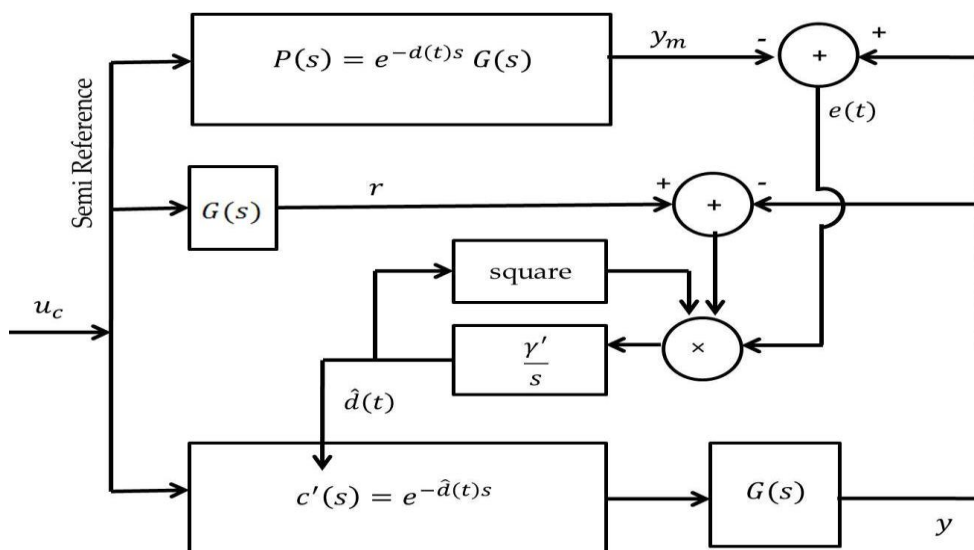 P(s) = e^{-d(t)s} G(s)
y_m
-
+
+
e(t)
Semi Reference
G(s)
r
+
-
+
square
u_c
γ′/s
×
d̂(t)
c′(s) = e^{-d̂(t)s}
G(s)
y